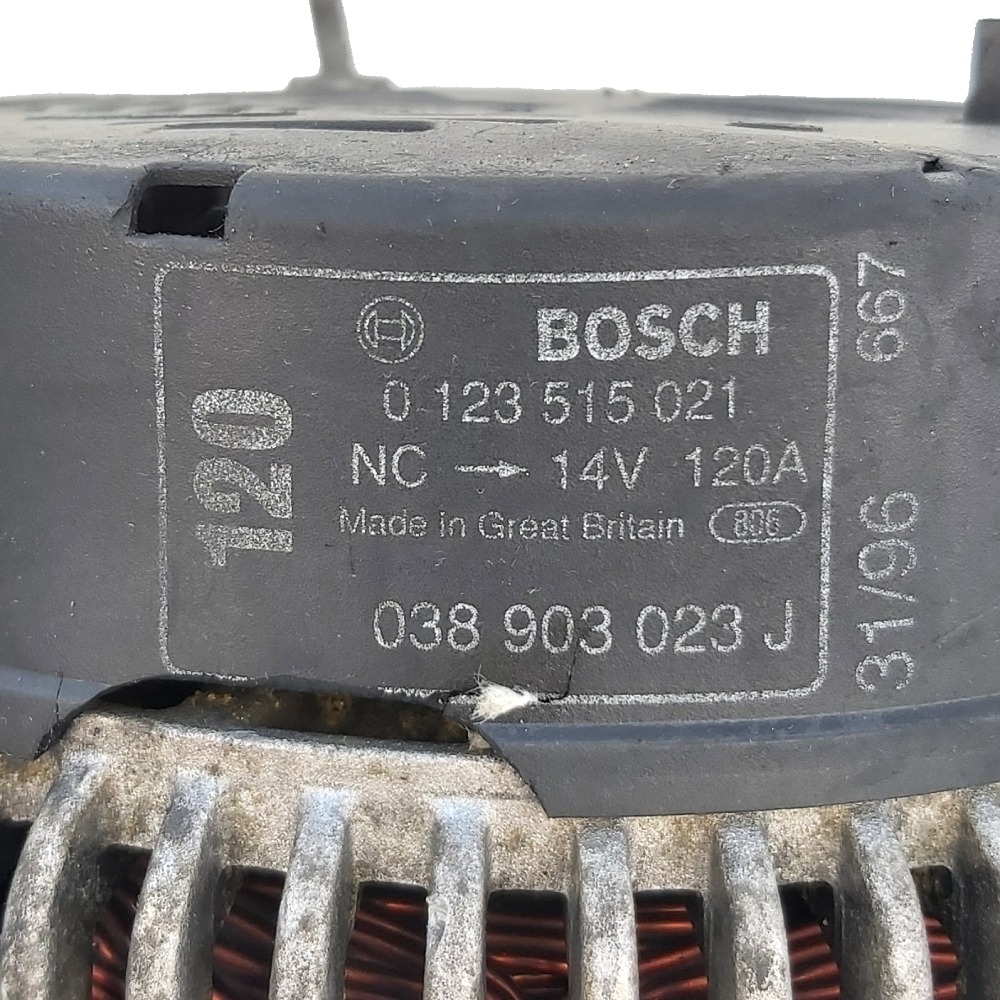 BOSCH
0 123 515 021
NC → 14V 120A
Made in Great Britain 806
038 903 023 J
120
31/96 667